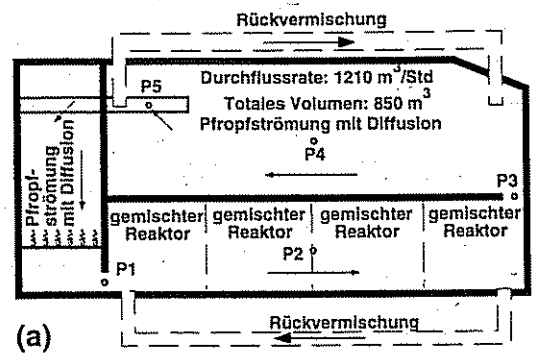 Rückvermischung
Durchflussrate: 1210 m³/Std
P5
Totales Volumen: 850 m³
Pfropfströmung mit Diffusion
P4
Pfropf-
strömung
mit Diffusion
P3
gemischter gemischter gemischter gemischter
Reaktor Reaktor Reaktor Reaktor
P2
P1
Rückvermischung
(a)